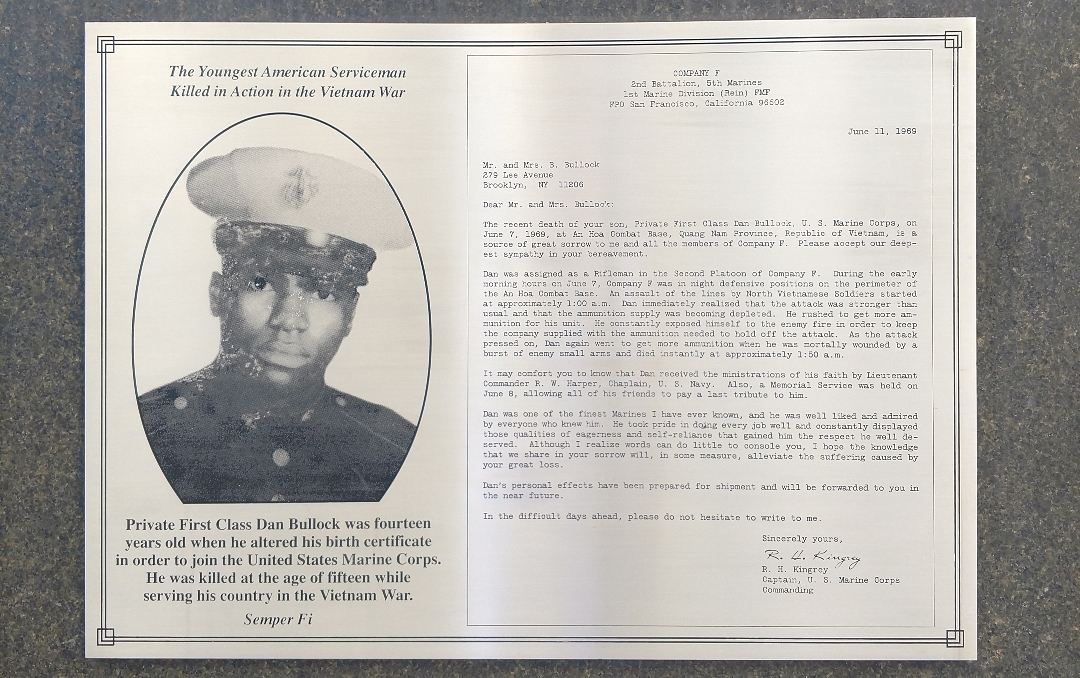 The Youngest American Serviceman
Killed in Action in the Vietnam War
Private First Class Dan Bullock was fourteen
years old when he altered his birth certificate
in order to join the United States Marine Corps.
He was killed at the age of fifteen while
serving his country in the Vietnam War.
Semper Fi
COMPANY F
2nd Battalion, 5th Marines
1st Marine Division (Rein) FMF
FPO San Francisco, California 96602
June 11, 1969
Mr. and Mrs. B. Bullock
279 Lee Avenue
Brooklyn, NY 11206
Dear Mr. and Mrs. Bullock:
The recent death of your son, Private First Class Dan Bullock, U. S. Marine Corps, on
June 7, 1969, at An Hoa Combat Base, Quang Nam Province, Republic of Vietnam, is a
source of great sorrow to me and all the members of Company F. Please accept our deep-
est sympathy in your bereavement.
Dan was assigned as a Rifleman in the Second Platoon of Company F. During the early
morning hours on June 7, Company F was in night defensive positions on the perimeter of
the An Hoa Combat Base. An assault of the lines by North Vietnamese Soldiers started
at approximately 1:00 a.m. Dan immediately realized that the attack was stronger than
usual and that the ammunition supply was becoming depleted. He rushed to get more am-
munition for his unit. He constantly exposed himself to the enemy fire in order to keep
the company supplied with the ammunition needed to hold off the attack. As the attack
pressed on, Dan again went to get more ammunition when he was mortally wounded by a
burst of enemy small arms and died instantly at approximately 1:50 a.m.
It may comfort you to know that Dan received the ministrations of his faith by Lieutenant
Commander R. W. Harper, Chaplain, U. S. Navy. Also, a Memorial Service was held on
June 8, allowing all of his friends to pay a last tribute to him.
Dan was one of the finest Marines I have ever known, and he was well liked and admired
by everyone who knew him. He took pride in doing every job well and constantly displayed
those qualities of eagerness and self-reliance that gained him the respect he well de-
served. Although I realize words can do little to console you, I hope the knowledge
that we share in your sorrow will, in some measure, alleviate the suffering caused by
your great loss.
Dan's personal effects have been prepared for shipment and will be forwarded to you in
the near future.
In the difficult days ahead, please do not hesitate to write to me.
Sincerely yours,
R. H. Kingrey
R. H. Kingrey
Captain, U. S. Marine Corps
Commanding